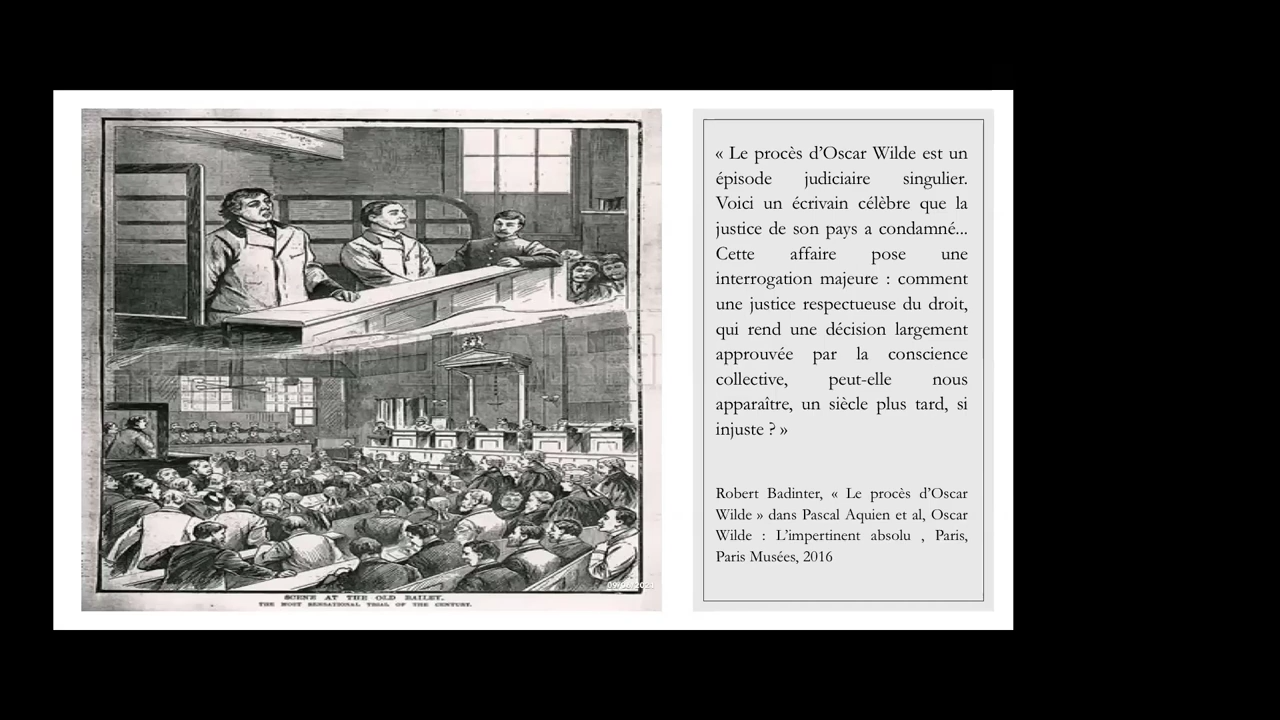 « Le procès d’Oscar Wilde est un
épisode judiciaire singulier.
Voici un écrivain célèbre que la
justice de son pays a condamné...
Cette affaire pose une
interrogation majeure : comment
une justice respectueuse du droit,
qui rend une décision largement
approuvée par la conscience
collective, peut-elle nous
apparaître, un siècle plus tard, si
injuste ? »
Robert Badinter, « Le procès d’Oscar
Wilde » dans Pascal Aquien et al, Oscar
Wilde : L’impertinent absolu , Paris,
Paris Musées, 2016
SCENE AT THE OLD BAILEY.
THE MOST SENSATIONAL TRIAL OF THE CENTURY.